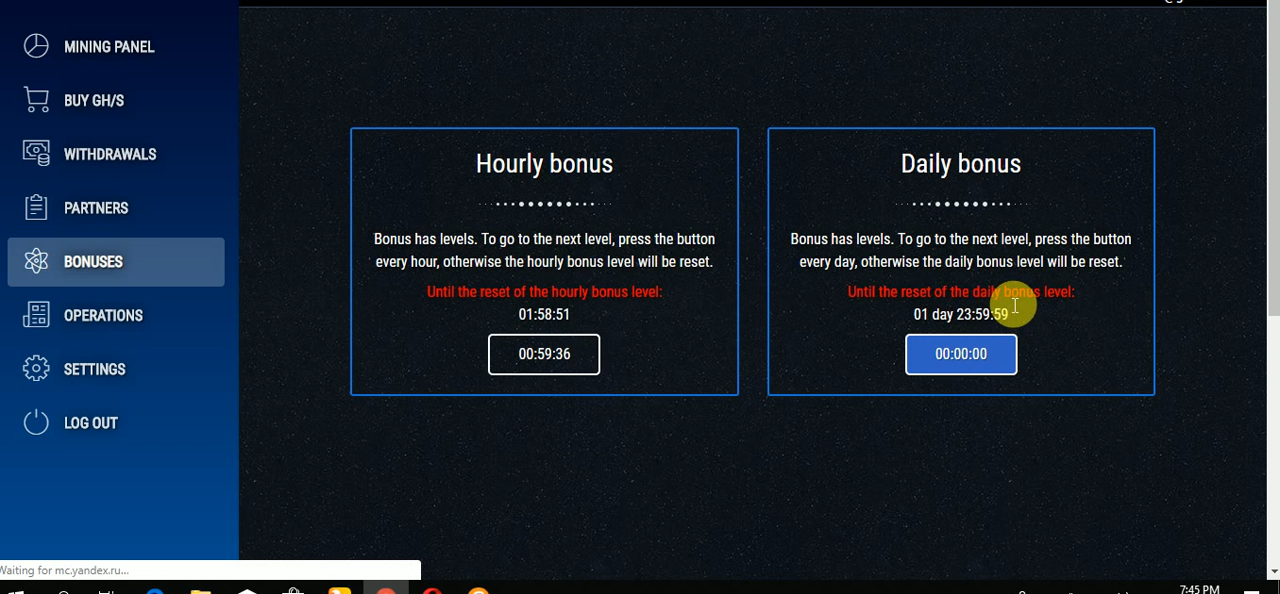 MINING PANEL
BUY GH/S
WITHDRAWALS
PARTNERS
BONUSES
OPERATIONS
SETTINGS
LOG OUT
Hourly bonus
Bonus has levels. To go to the next level, press the button
every hour, otherwise the hourly bonus level will be reset.
Until the reset of the hourly bonus level:
01:58:51
00:59:36
Daily bonus
Bonus has levels. To go to the next level, press the button
every day, otherwise the daily bonus level will be reset.
Until the reset of the daily bonus level:
01 day 23:59:59
00:00:00
Waiting for mc.yandex.ru...
7:45 PM